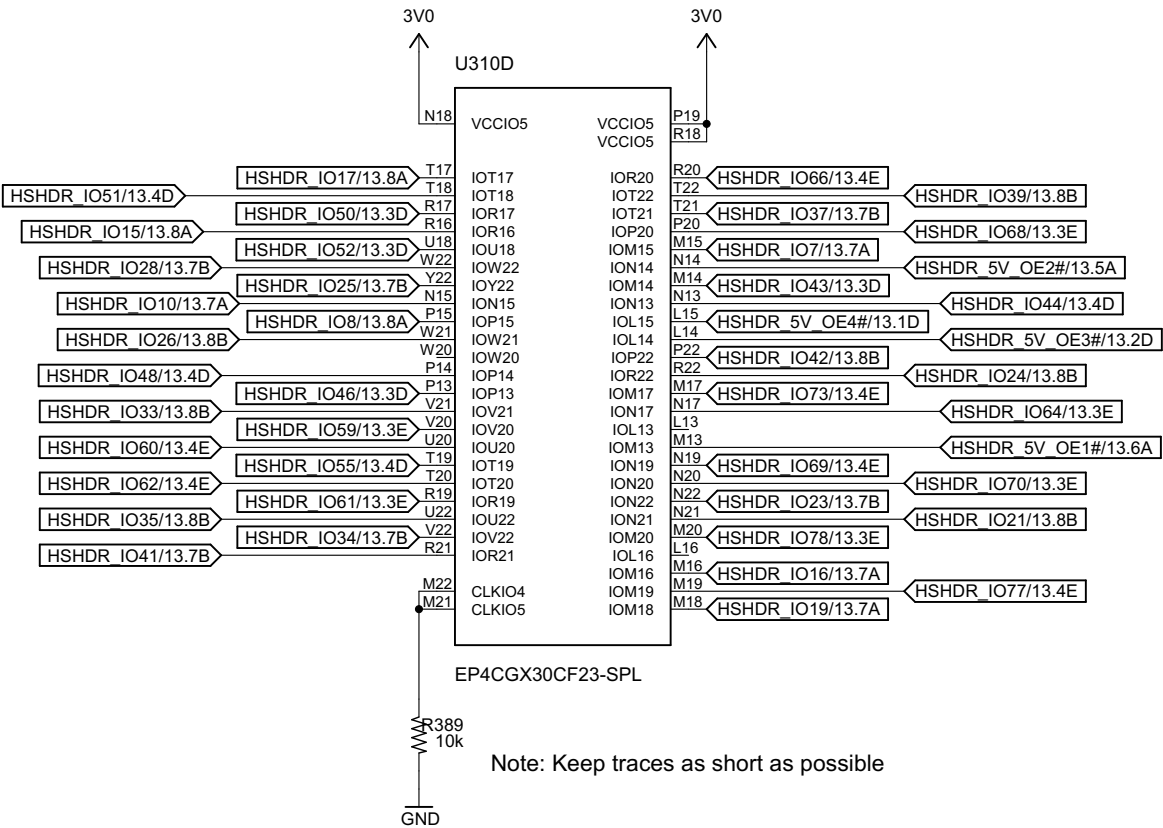 3V0 3V0
U310D
N18 VCCIO5 VCCIO5 P19
VCCIO5 R18
HSHDR_IO17/13.8A T17 IOT17 IOR20 R20 HSHDR_IO66/13.4E
HSHDR_IO51/13.4D T18 IOT18 IOT22 T22 HSHDR_IO39/13.8B
HSHDR_IO50/13.3D R17 IOR17 IOT21 T21 HSHDR_IO37/13.7B
HSHDR_IO15/13.8A R16 IOR16 IOP20 P20 HSHDR_IO68/13.3E
HSHDR_IO52/13.3D U18 IOU18 IOM15 M15 HSHDR_IO7/13.7A
HSHDR_IO28/13.7B W22 IOW22 ION14 N14 HSHDR_5V_OE2#/13.5A
HSHDR_IO25/13.7B Y22 IOY22 IOM14 M14 HSHDR_IO43/13.3D
HSHDR_IO10/13.7A N15 ION15 ION13 N13 HSHDR_IO44/13.4D
HSHDR_IO8/13.8A P15 IOP15 IOL15 L15 HSHDR_5V_OE4#/13.1D
HSHDR_IO26/13.8B W21 IOW21 IOL14 L14 HSHDR_5V_OE3#/13.2D
W20 IOW20 IOP22 P22 HSHDR_IO42/13.8B
HSHDR_IO48/13.4D P14 IOP14 IOR22 R22 HSHDR_IO24/13.8B
HSHDR_IO46/13.3D P13 IOP13 IOM17 M17 HSHDR_IO73/13.4E
HSHDR_IO33/13.8B V21 IOV21 ION17 N17 HSHDR_IO64/13.3E
HSHDR_IO59/13.3E V20 IOV20 IOL13 L13
HSHDR_IO60/13.4E U20 IOU20 IOM13 M13 HSHDR_5V_OE1#/13.6A
HSHDR_IO55/13.4D T19 IOT19 ION19 N19 HSHDR_IO69/13.4E
HSHDR_IO62/13.4E T20 IOT20 ION20 N20 HSHDR_IO70/13.3E
HSHDR_IO61/13.3E R19 IOR19 ION22 N22 HSHDR_IO23/13.7B
HSHDR_IO35/13.8B U22 IOU22 ION21 N21 HSHDR_IO21/13.8B
HSHDR_IO34/13.7B V22 IOV22 IOM20 M20 HSHDR_IO78/13.3E
HSHDR_IO41/13.7B R21 IOR21 IOL16 L16
IOM16 M16 HSHDR_IO16/13.7A
M22 CLKIO4 IOM19 M19 HSHDR_IO77/13.4E
M21 CLKIO5 IOM18 M18 HSHDR_IO19/13.7A
EP4CGX30CF23-SPL
R389
10k
Note: Keep traces as short as possible
GND